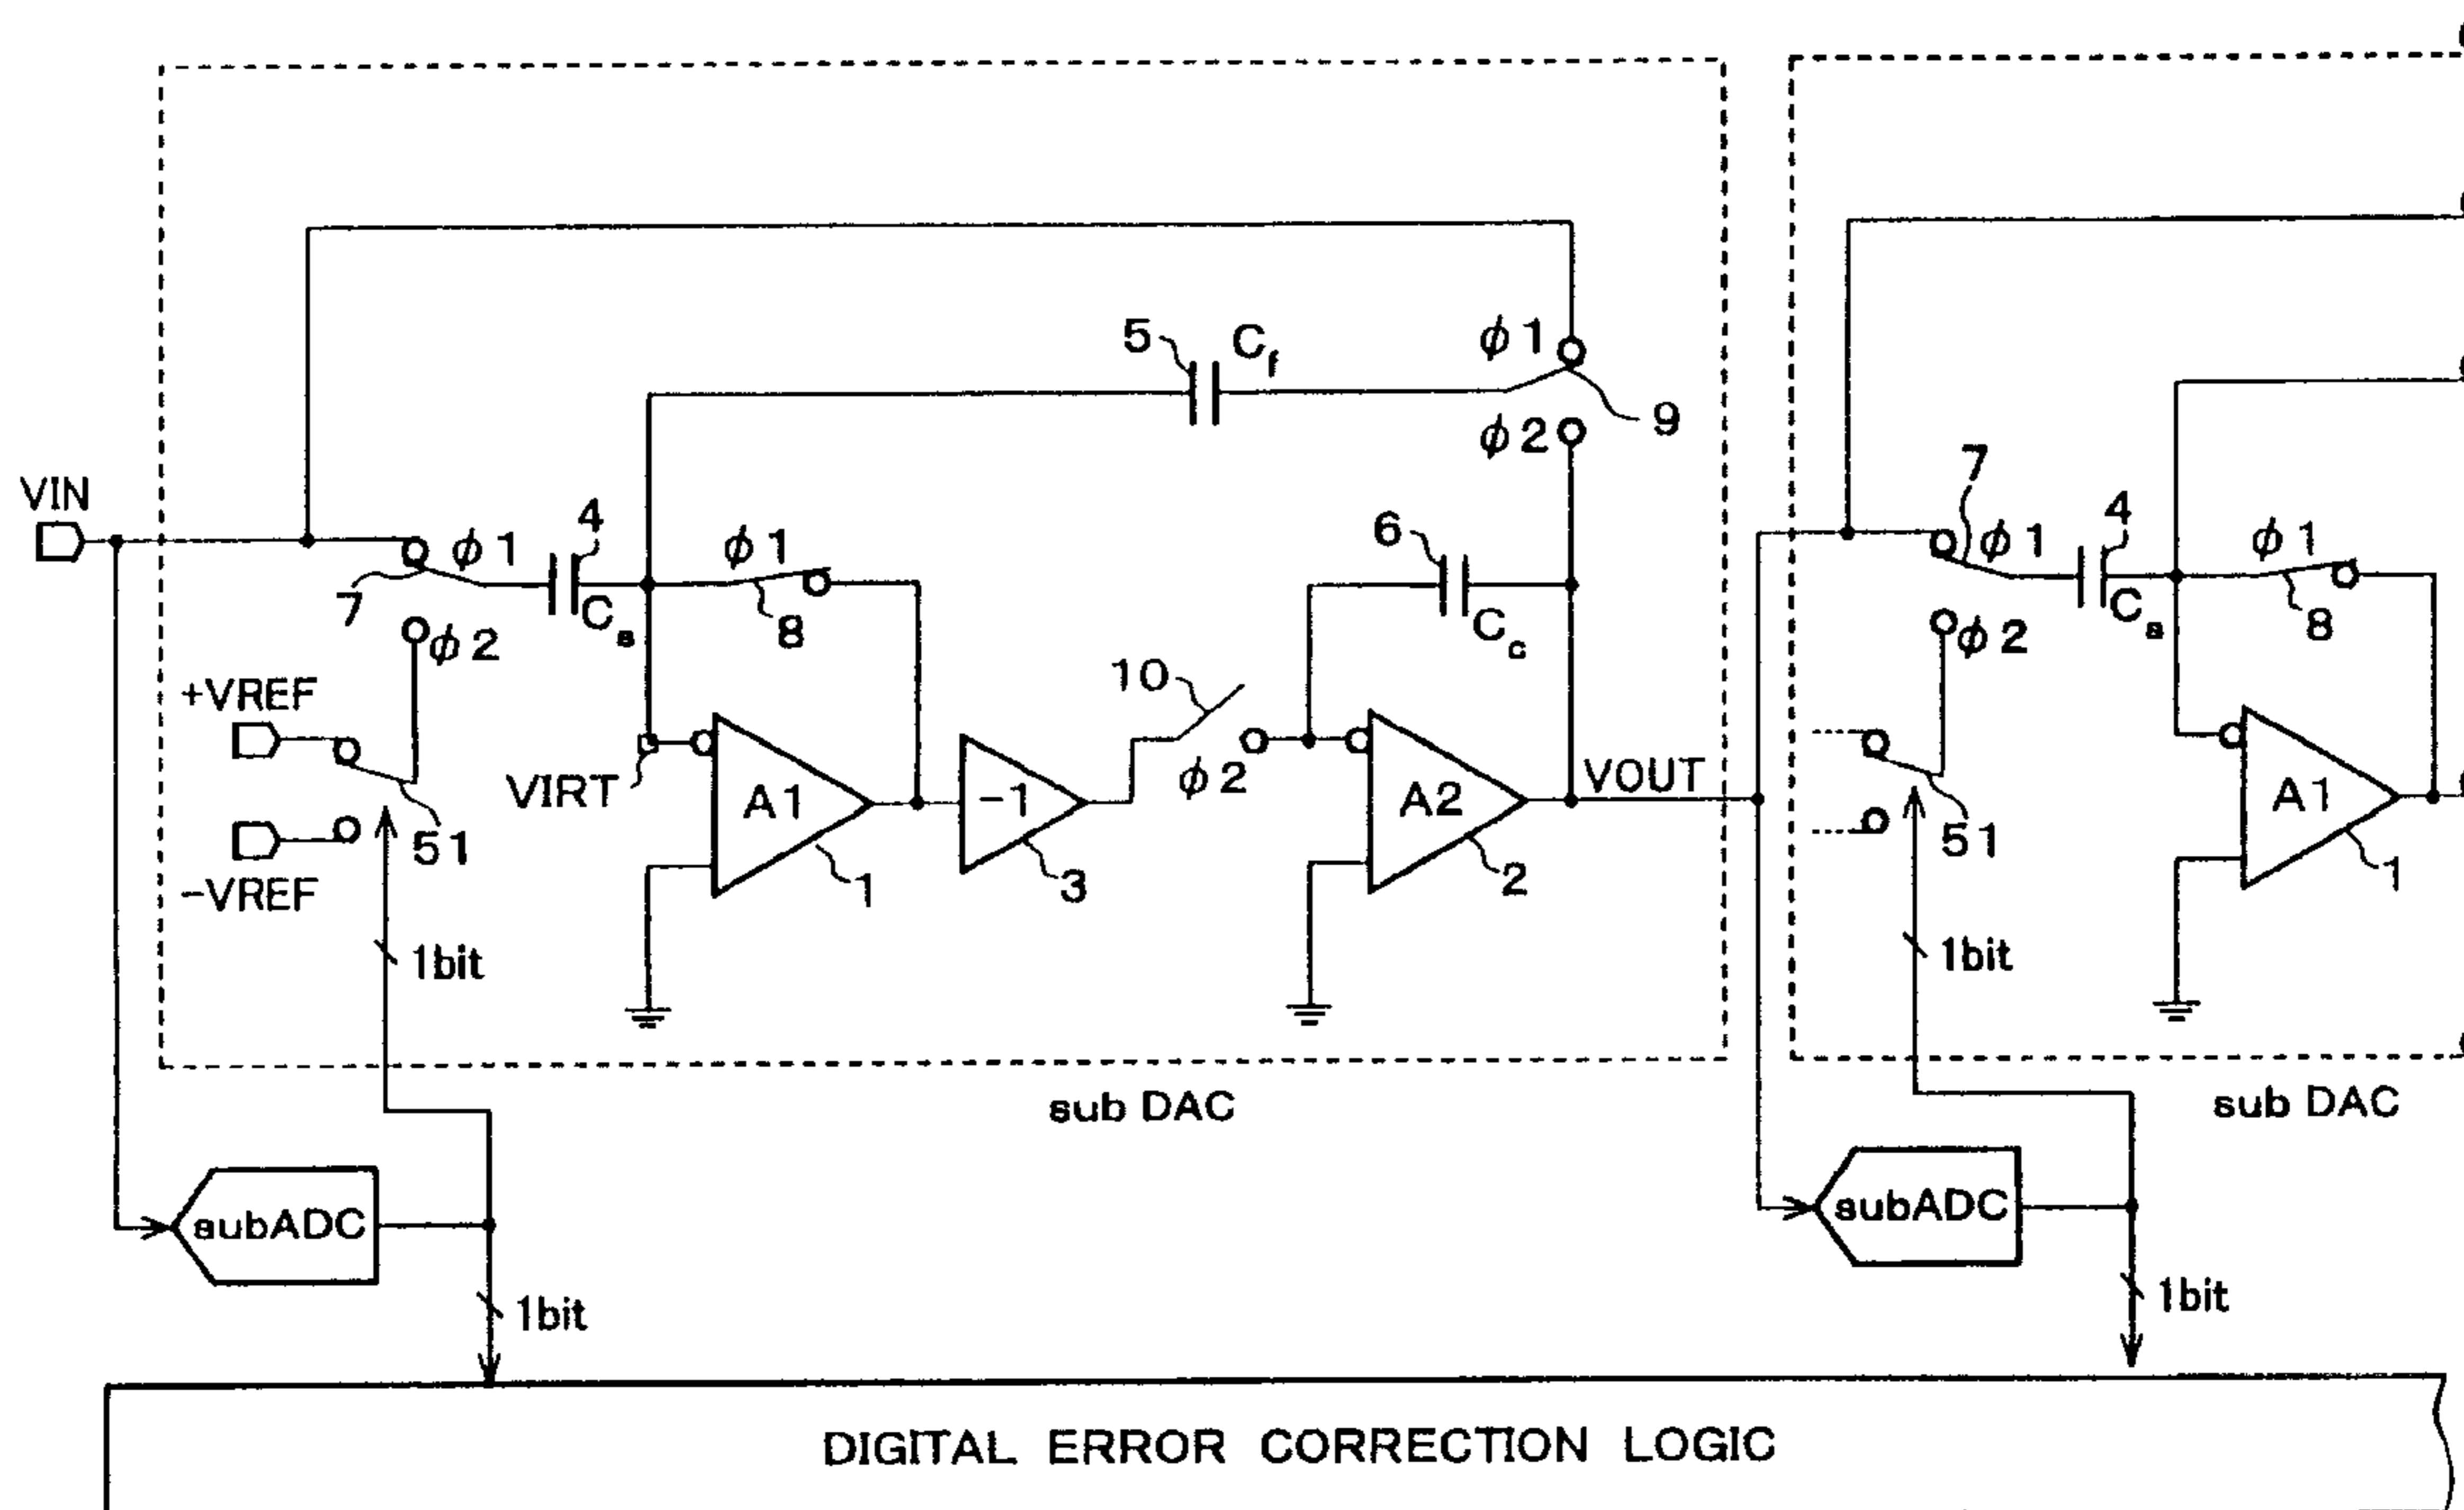 φ1
5
Cf
9
φ2
VIN
7
4
φ1
φ1
Cs
8
φ2
6
Cc
10
φ2
+VREF
-VREF
51
VIRT
A1
1
-1
3
A2
2
VOUT
1bit
7
φ1
4
φ1
Cs
8
φ2
51
A1
1
1bit
sub DAC
sub DAC
subADC
subADC
1bit
1bit
DIGITAL ERROR CORRECTION LOGIC